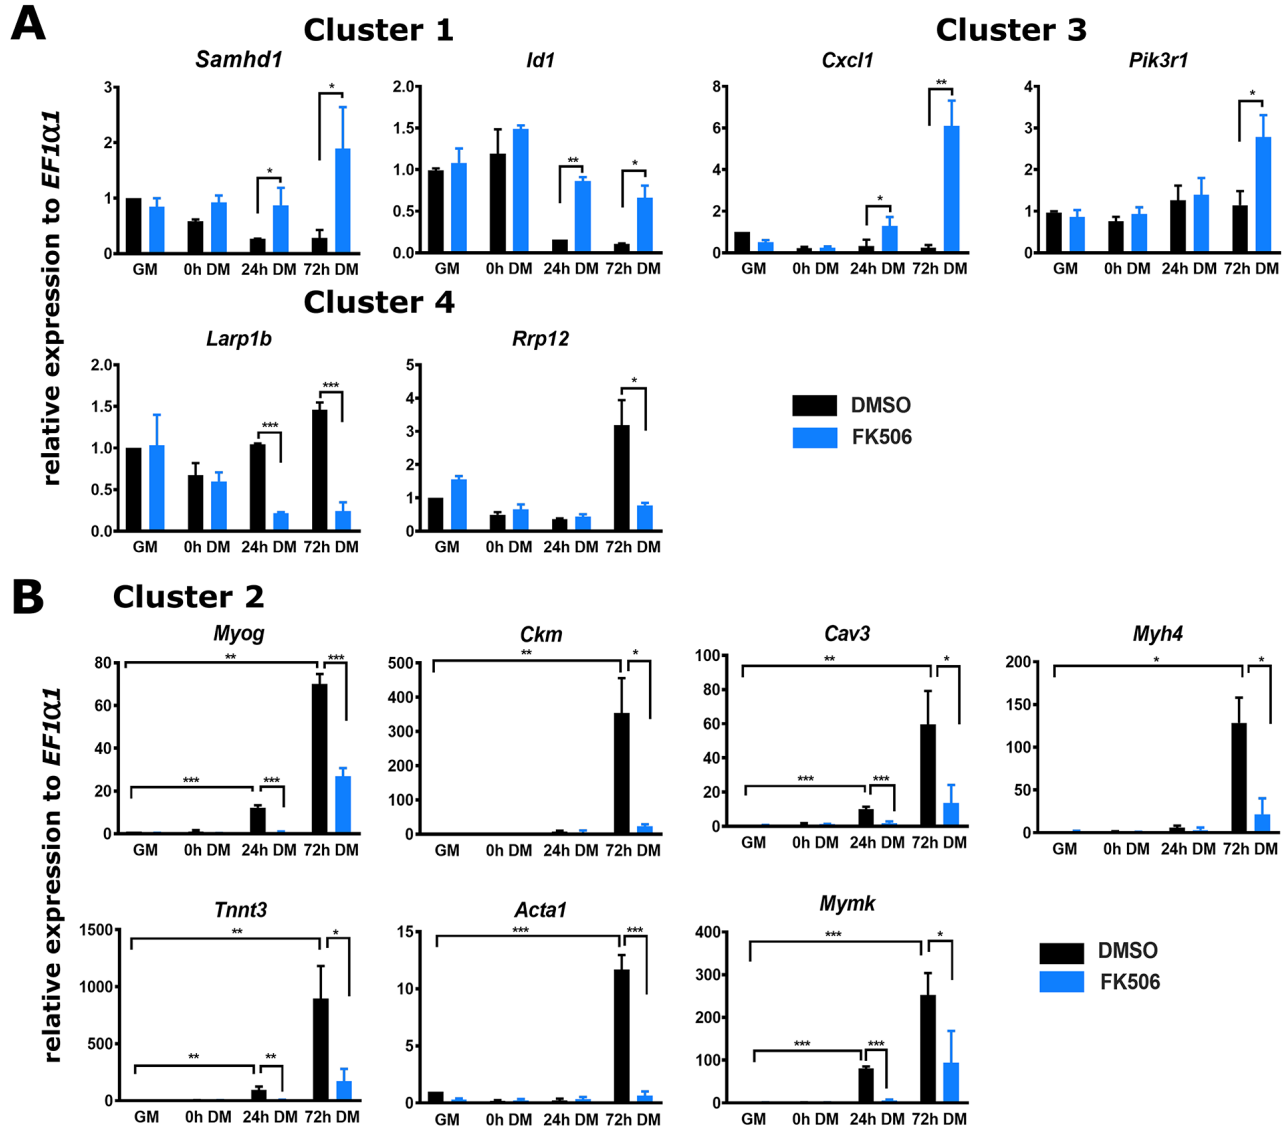 A
Cluster 1
Cluster 3
Samhd1
Id1
Cxcl1
Pik3r1
relative expression to EF1α1
3
2
1
0
GM
0h DM
24h DM
72h DM
*
*
2.0
1.5
1.0
0.5
0.0
GM
0h DM
24h DM
72h DM
**
*
8
6
4
2
0
GM
0h DM
24h DM
72h DM
*
**
4
3
2
1
0
GM
0h DM
24h DM
72h DM
*
Cluster 4
Larp1b
Rrp12
2.0
1.5
1.0
0.5
0.0
GM
0h DM
24h DM
72h DM
***
***
5
4
3
2
1
0
GM
0h DM
24h DM
72h DM
*
DMSO
FK506
B
Cluster 2
Myog
Ckm
Cav3
Myh4
relative expression to EF1α1
80
60
40
20
0
GM
0h DM
24h DM
72h DM
**
***
***
***
500
400
300
200
100
0
GM
0h DM
24h DM
72h DM
**
*
100
80
60
40
20
0
GM
0h DM
24h DM
72h DM
**
*
***
***
200
150
100
50
0
GM
0h DM
24h DM
72h DM
*
*
Tnnt3
Acta1
Mymk
1500
1000
500
0
GM
0h DM
24h DM
72h DM
**
*
**
**
15
10
5
0
GM
0h DM
24h DM
72h DM
***
***
400
300
200
100
0
GM
0h DM
24h DM
72h DM
***
*
***
***
DMSO
FK506